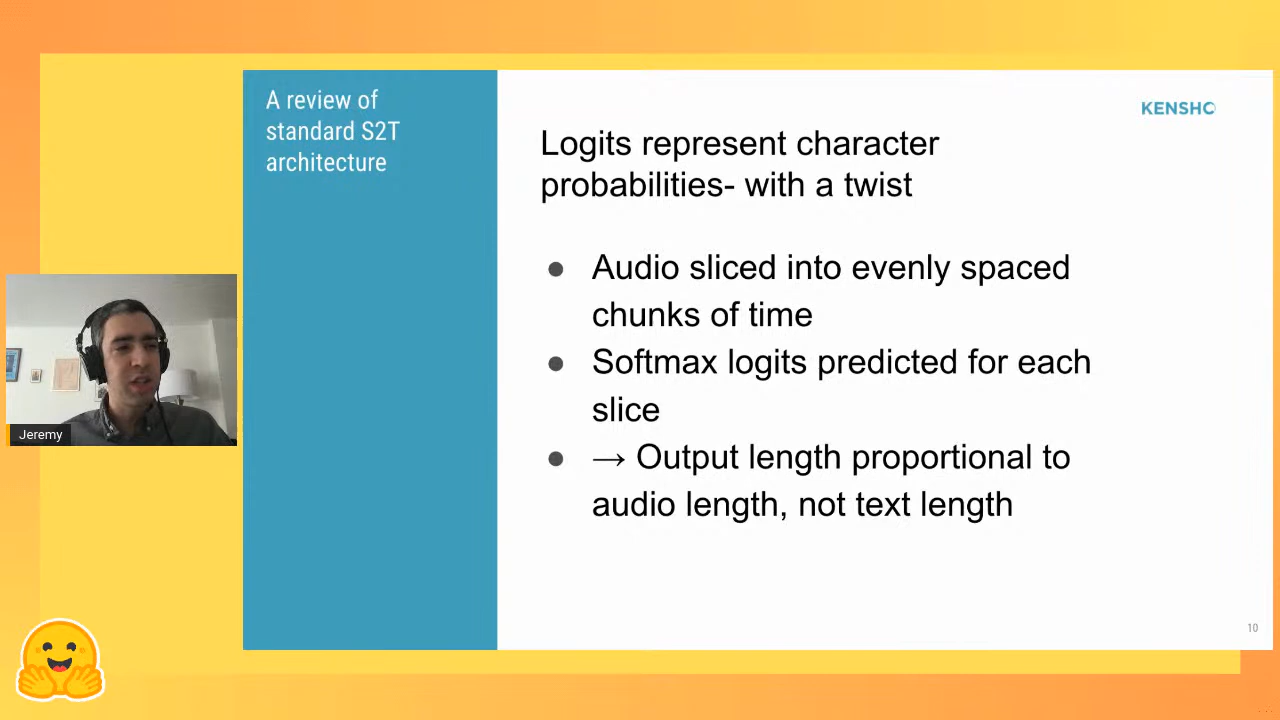 A review of
standard S2T
architecture
KENSHO
Logits represent character
probabilities- with a twist
● Audio sliced into evenly spaced
chunks of time
● Softmax logits predicted for each
slice
● → Output length proportional to
audio length, not text length
Jeremy
10